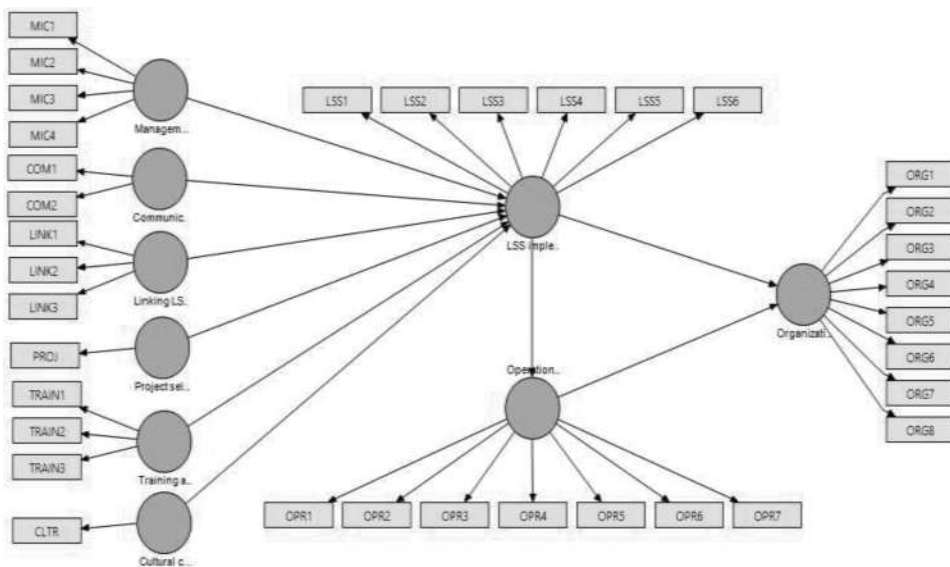 MIC1
MIC2
MIC3
MIC4
Managem...
COM1
COM2
Communic...
LINK1
LINK2
LINK3
Linking LS...
PROJ
Project sel...
TRAIN1
TRAIN2
TRAIN3
Training a...
CLTR
Cultural c...
LSS1
LSS2
LSS3
LSS4
LSS5
LSS6
LSS imple...
Operation...
OPR1
OPR2
OPR3
OPR4
OPR5
OPR6
OPR7
Organizati...
ORG1
ORG2
ORG3
ORG4
ORG5
ORG6
ORG7
ORG8